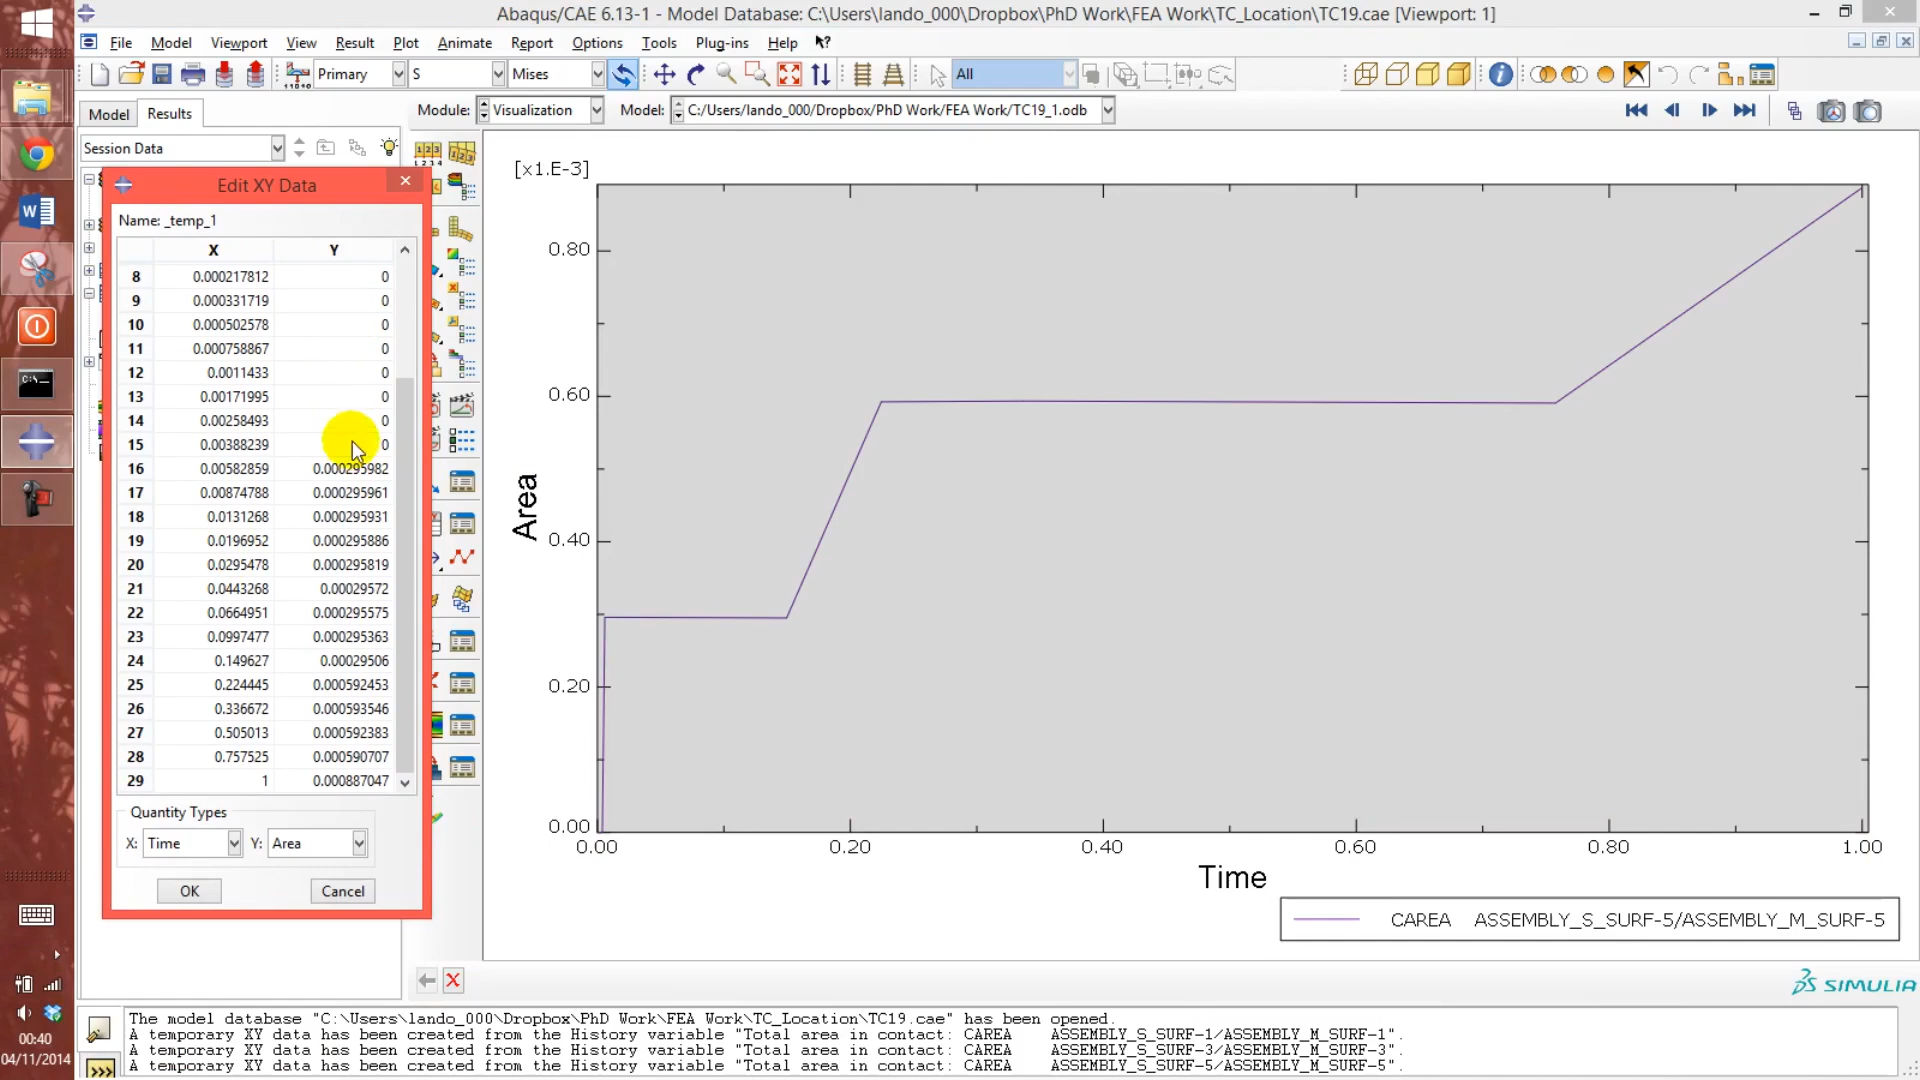 Abaqus/CAE 6.13-1 - Model Database: C:\Users\lando_000\Dropbox\PhD Work\FEA Work\TC_Location\TC19.cae [Viewport: 1]
File Model Viewport View Result Plot Animate Report Options Tools Plug-ins Help
Primary S Mises All
Model Results Module: Visualization Model: C:/Users/lando_000/Dropbox/PhD Work/FEA Work/TC19_1.odb
Session Data
Edit XY Data
Name: _temp_1
X Y
8 0.000217812 0
9 0.000331719 0
10 0.000502578 0
11 0.000758867 0
12 0.0011433 0
13 0.00171995 0
14 0.00258493 0
15 0.00388239 0
16 0.00582859 0.000295982
17 0.00874788 0.000295961
18 0.0131268 0.000295931
19 0.0196952 0.000295886
20 0.0295478 0.000295819
21 0.0443268 0.00029572
22 0.0664951 0.000295575
23 0.0997477 0.000295363
24 0.149627 0.00029506
25 0.224445 0.000592453
26 0.336672 0.000593546
27 0.505013 0.000592383
28 0.757525 0.000590707
29 1 0.000887047
Quantity Types
X: Time Y: Area
OK Cancel
[x1.E-3]
0.80
0.60
Area
0.40
0.20
0.00
0.00 0.20 0.40 0.60 0.80 1.00
Time
CAREA ASSEMBLY_S_SURF-5/ASSEMBLY_M_SURF-5
SIMULIA
The model database "C:\Users\lando_000\Dropbox\PhD Work\FEA Work\TC_Location\TC19.cae" has been opened.
A temporary XY data has been created from the History variable "Total area in contact: CAREA ASSEMBLY_S_SURF-1/ASSEMBLY_M_SURF-1".
A temporary XY data has been created from the History variable "Total area in contact: CAREA ASSEMBLY_S_SURF-3/ASSEMBLY_M_SURF-3".
A temporary XY data has been created from the History variable "Total area in contact: CAREA ASSEMBLY_S_SURF-5/ASSEMBLY_M_SURF-5".
00:40
04/11/2014